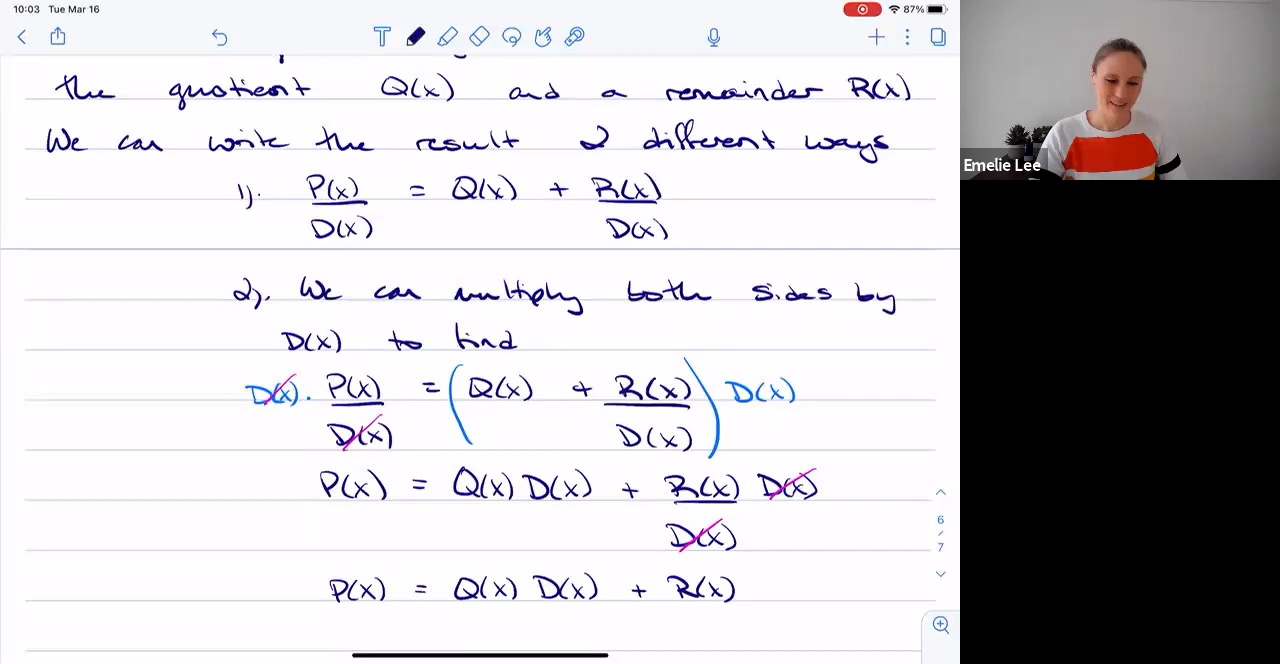 10:03 Tue Mar 16
87%
T
the quotient Q(x) and a remainder R(x)
We can write the result 2 different ways
1). P(x) = Q(x) + R(x)
D(x) D(x)
2). We can multiply both sides by
D(x) to find
D(x) · P(x) = (Q(x) + R(x)) D(x)
D(x) D(x)
P(x) = Q(x) D(x) + R(x) D(x)
D(x)
P(x) = Q(x) D(x) + R(x)
6
/
7
Emelie Lee